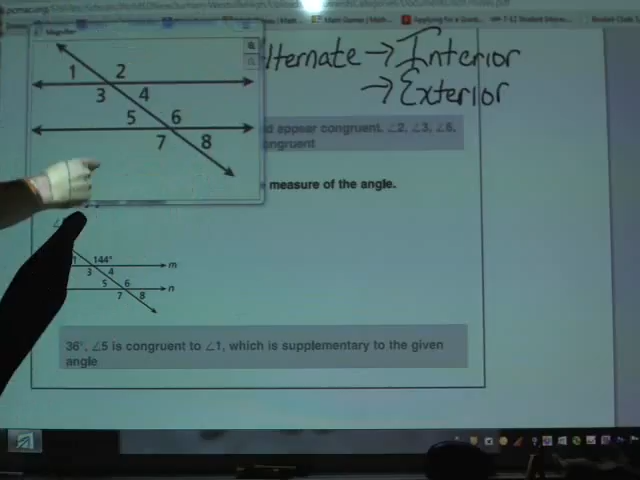 Magnifier
lternate → Interior
→ Exterior
1 2
3 4
5 6
7 8
d appear congruent. ∠2, ∠3, ∠6,
ongruent
measure of the angle.
1 144°
3 4 m
5 6
7 8 n
36°, ∠5 is congruent to ∠1, which is supplementary to the given
angle